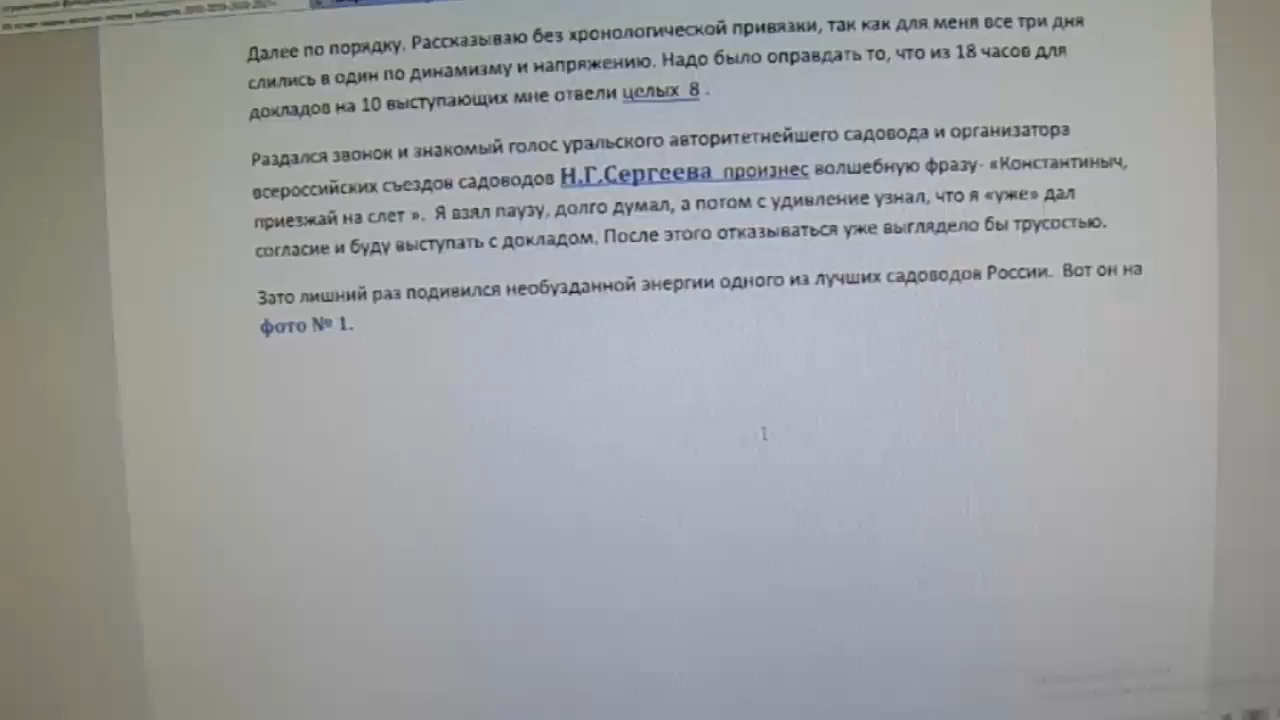 Далее по порядку. Рассказываю без хронологической привязки, так как для меня все три дня
слились в один по динамизму и напряжению. Надо было оправдать то, что из 18 часов для
докладов на 10 выступающих мне отвели целых 8 .
Раздался звонок и знакомый голос уральского авторитетнейшего садовода и организатора
всероссийских съездов садоводов Н.Г.Сергеева произнес волшебную фразу- «Константиныч,
приезжай на слет ». Я взял паузу, долго думал, а потом с удивление узнал, что я «уже» дал
согласие и буду выступать с докладом. После этого отказываться уже выглядело бы трусостью.
Зато лишний раз подивился необузданной энергии одного из лучших садоводов России. Вот он на
фото № 1.